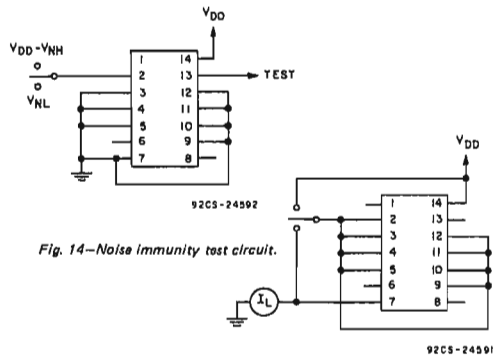 VDD
VDD-VNH
VNL
1 14
2 13 TEST
3 12
4 11
5 10
6 9
7 8
92CS-24592
Fig. 14—Noise immunity test circuit.
VDD
1 14
2 13
3 12
4 11
5 10
6 9
7 8
IL
92CS-24591